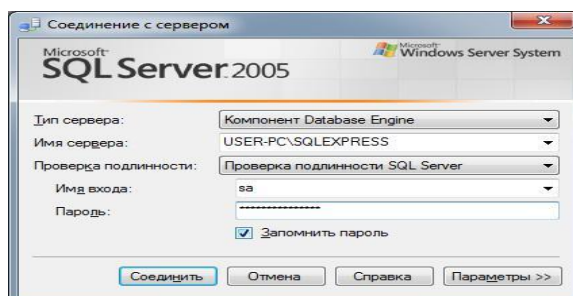 Соединение с сервером
Microsoft
SQL Server 2005
Microsoft
Windows Server System
Тип сервера: Компонент Database Engine
Имя сервера: USER-PC\SQLEXPRESS
Проверка подлинности: Проверка подлинности SQL Server
Имя входа: sa
Пароль: ***************
Запомнить пароль
Соединить Отмена Справка Параметры >>